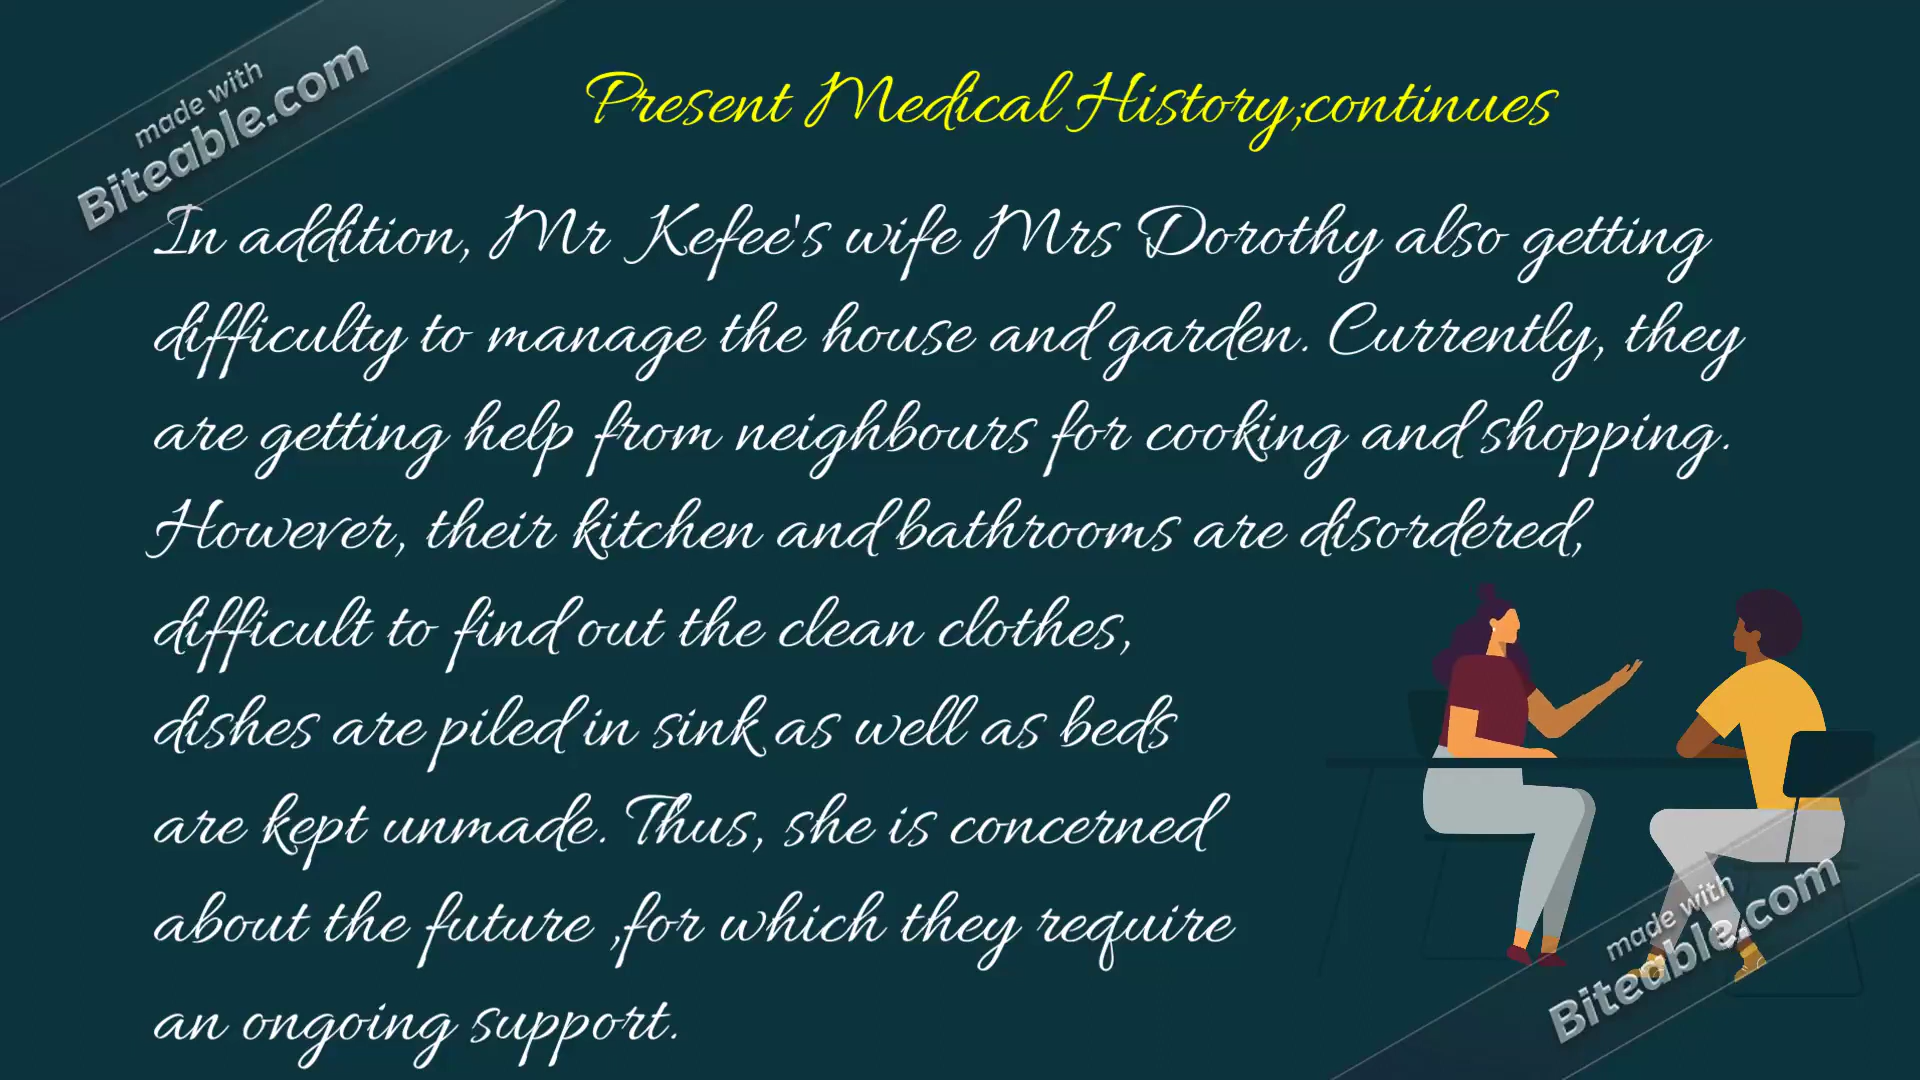 made with
Biteable.com
Present Medical History;continues
In addition, Mr Kefee's wife Mrs Dorothy also getting
difficulty to manage the house and garden. Currently, they
are getting help from neighbours for cooking and shopping.
However, their kitchen and bathrooms are disordered,
difficult to find out the clean clothes,
dishes are piled in sink as well as beds
are kept unmade. Thus, she is concerned
about the future ,for which they require
an ongoing support.
made with
Biteable.com